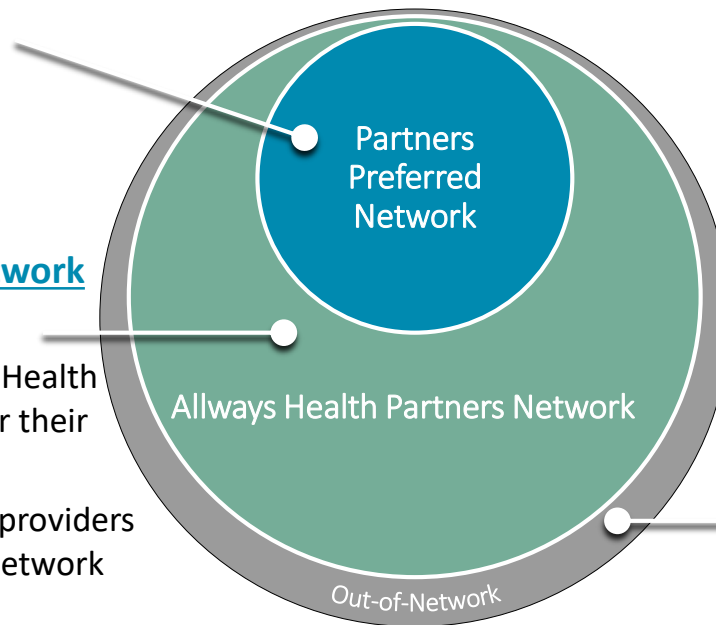 Partners
Preferred
Network
work
Health
r their
providers
etwork
Allways Health Partners Network
Out-of-Network